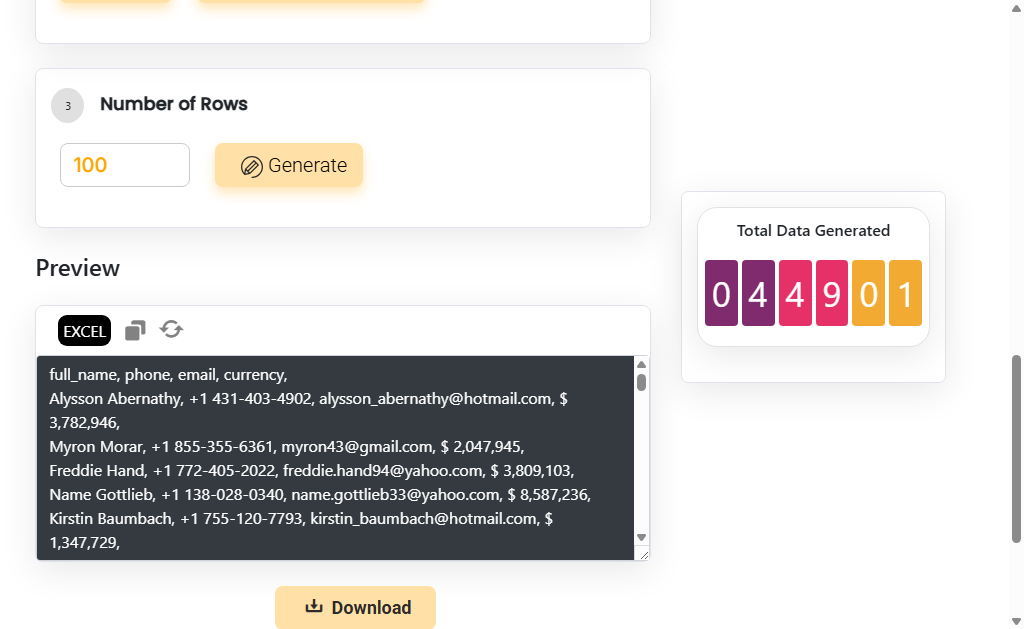 3 Number of Rows
100 Generate
Total Data Generated
0 4 4 9 0 1
Preview
EXCEL
full_name, phone, email, currency,
Alysson Abernathy, +1 431-403-4902, alysson_abernathy@hotmail.com, $
3,782,946,
Myron Morar, +1 855-355-6361, myron43@gmail.com, $ 2,047,945,
Freddie Hand, +1 772-405-2022, freddie.hand94@yahoo.com, $ 3,809,103,
Name Gottlieb, +1 138-028-0340, name.gottlieb33@yahoo.com, $ 8,587,236,
Kirstin Baumbach, +1 755-120-7793, kirstin_baumbach@hotmail.com, $
1,347,729,
Download